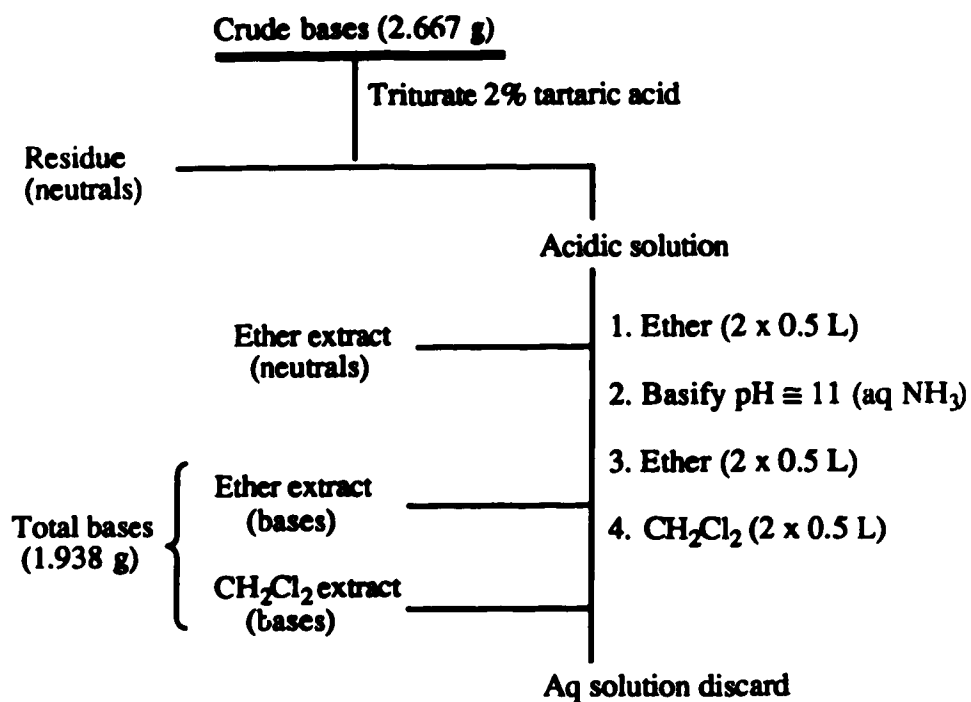 Crude bases (2.667 g)
Triturate 2% tartaric acid
Residue
(neutrals)
Acidic solution
Ether extract
(neutrals)
1. Ether (2 x 0.5 L)
2. Basify pH ≅ 11 (aq NH₃)
3. Ether (2 x 0.5 L)
4. CH₂Cl₂ (2 x 0.5 L)
Total bases
(1.938 g)
Ether extract
(bases)
CH₂Cl₂ extract
(bases)
Aq solution discard